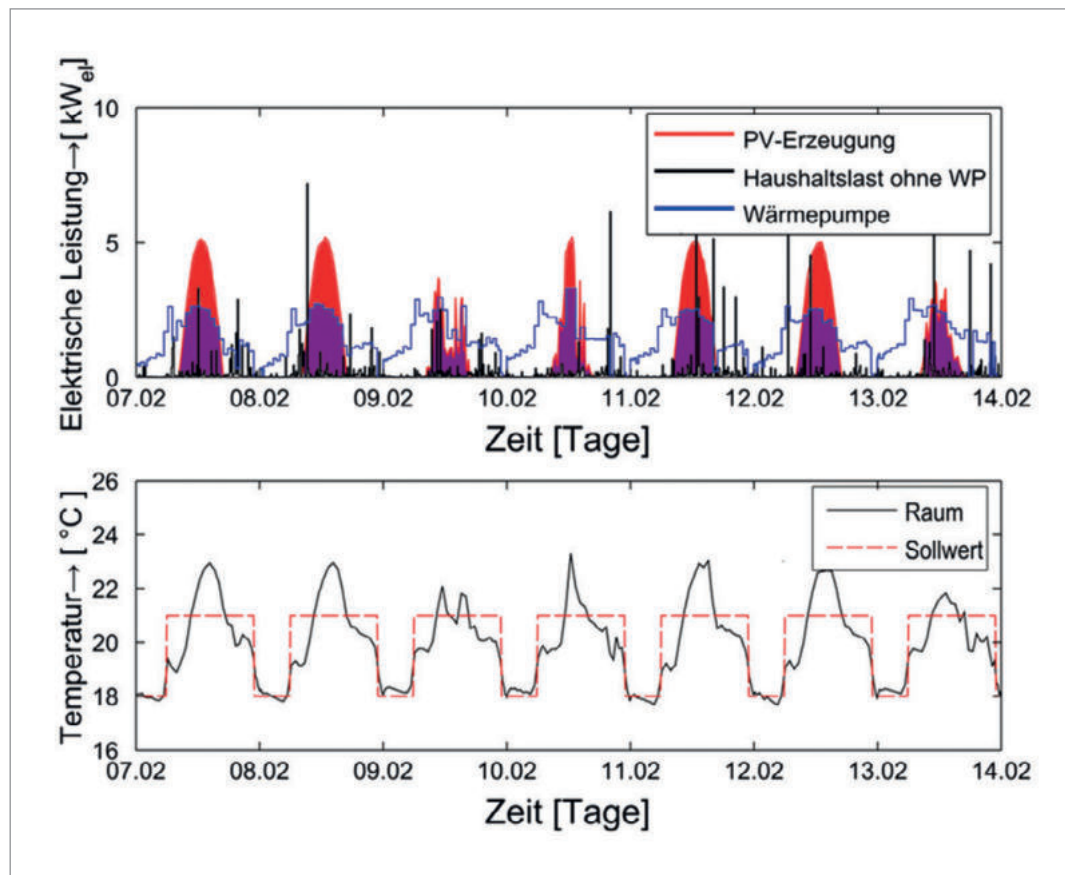 Elektrische Leistung→[ kWel]
10
5
0
PV-Erzeugung
Haushaltslast ohne WP
Wärmepumpe
07.02 08.02 09.02 10.02 11.02 12.02 13.02 14.02
Zeit [Tage]
Temperatur→[ °C ]
26
24
22
20
18
16
Raum
Sollwert
07.02 08.02 09.02 10.02 11.02 12.02 13.02 14.02
Zeit [Tage]